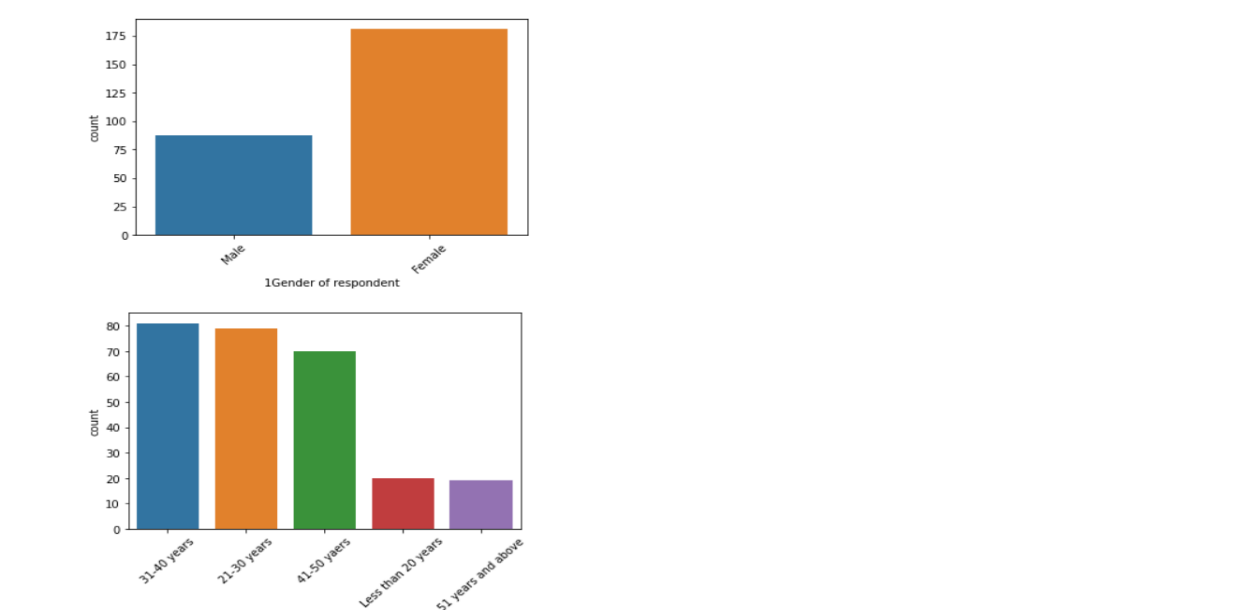 175
150
125
100
75
50
25
0
count
Male
Female
1Gender of respondent
80
70
60
50
40
30
20
10
0
count
31-40 years
21-30 years
41-50 yaers
Less than 20 years
51 years and above